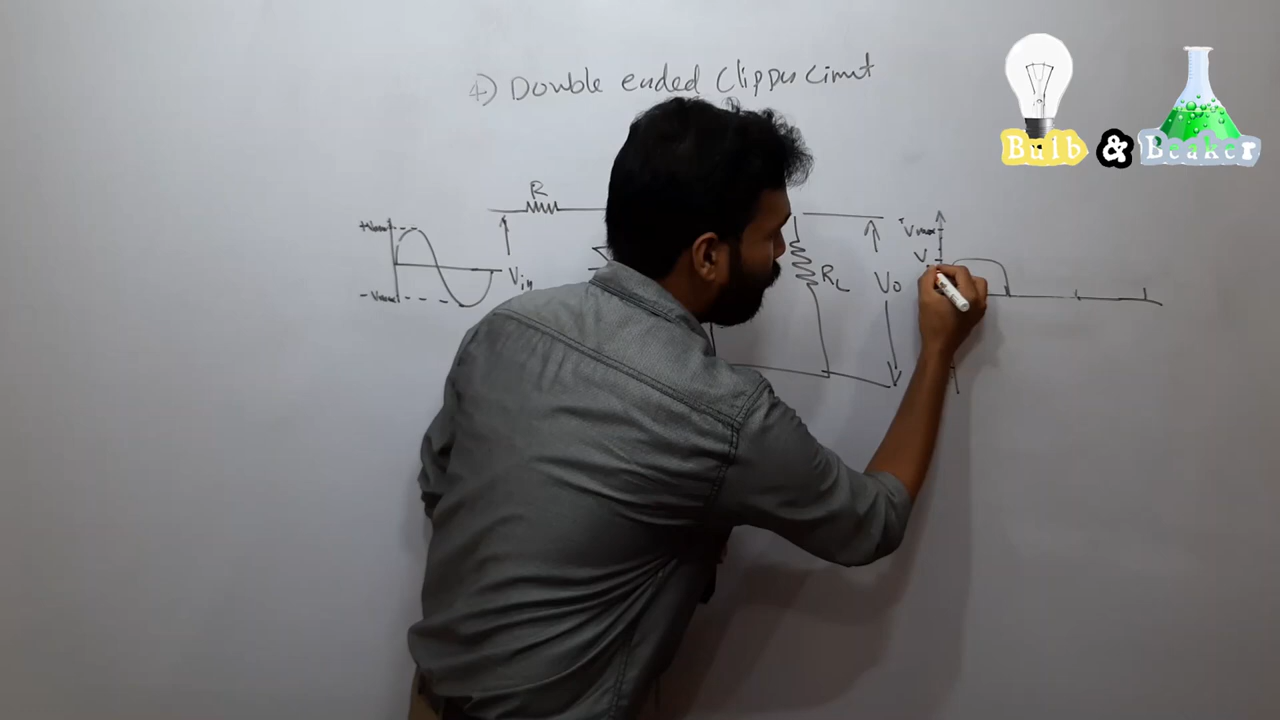 4) Double ended Clipper Circuit
Bulb & Beaker
R
+Vmax
-Vmax
Vin
RL
Vo
+Vmax
V